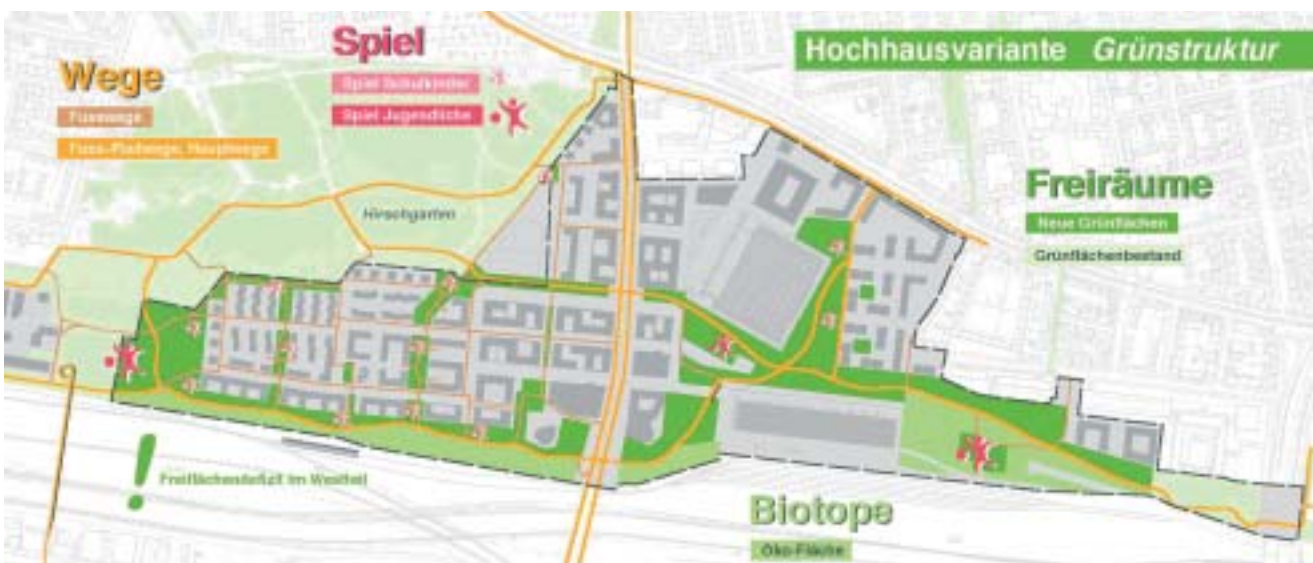 Hochhausvariante Grünstruktur
Wege
Fusswege
Fuss-/Radwege, Hauptwege
Spiel
Spiel Schulkinder
Spiel Jugendliche
Hirschgarten
Freiräume
Neue Grünflächen
Grünflächenbestand
Freiflächendefizit im Westteil
Biotope
Öko-Fläche